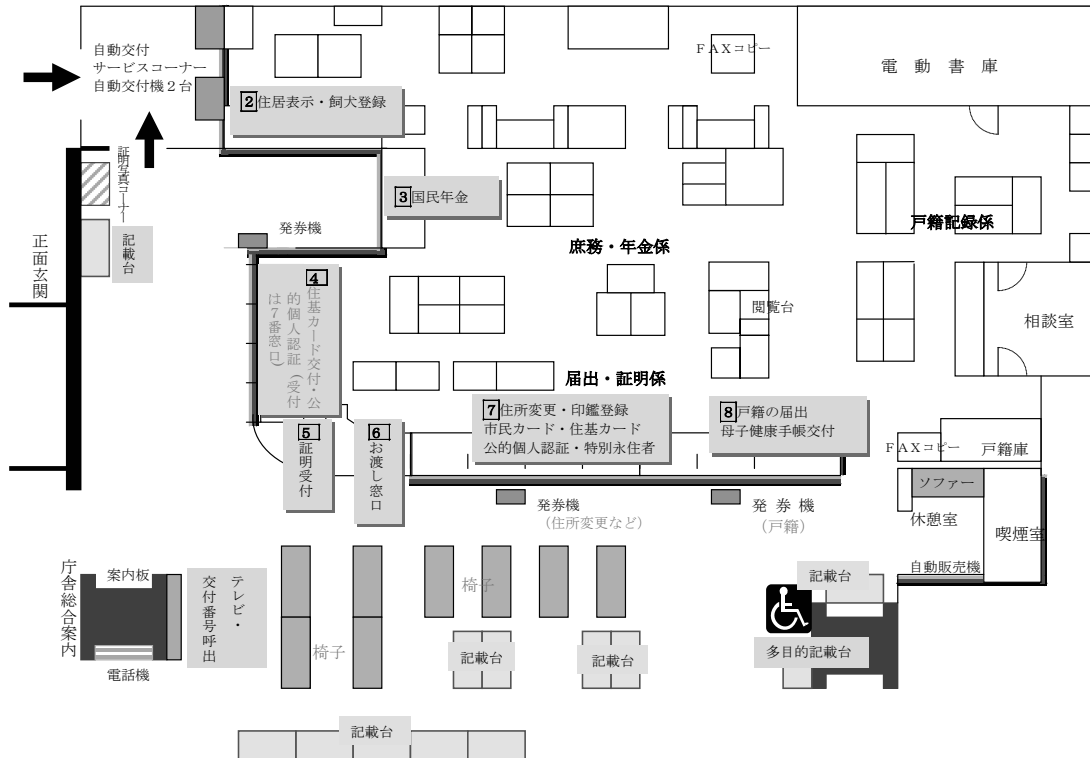 自動交付
サービスコーナー
自動交付機２台
ＦＡＸコピー
電動書庫
2住居表示・飼犬登録
証明写真コーナー
記載台
正面玄関
3国民年金
発券機
庶務・年金係
戸籍記録係
4
住基カード交付・公
的個人認証（受付
は７番窓口）
閲覧台
相談室
届出・証明係
5
証明受付
6
お渡し窓口
7住所変更・印鑑登録
市民カード・住基カード
公的個人認証・特別永住者
8戸籍の届出
母子健康手帳交付
ＦＡＸコピー
戸籍庫
ソファー
休憩室
喫煙室
自動販売機
発券機
（住所変更など）
発券機
（戸籍）
庁舎総合案内
案内板
電話機
テレビ・
交付番号呼出
椅子
椅子
記載台
記載台
記載台
多目的記載台
記載台